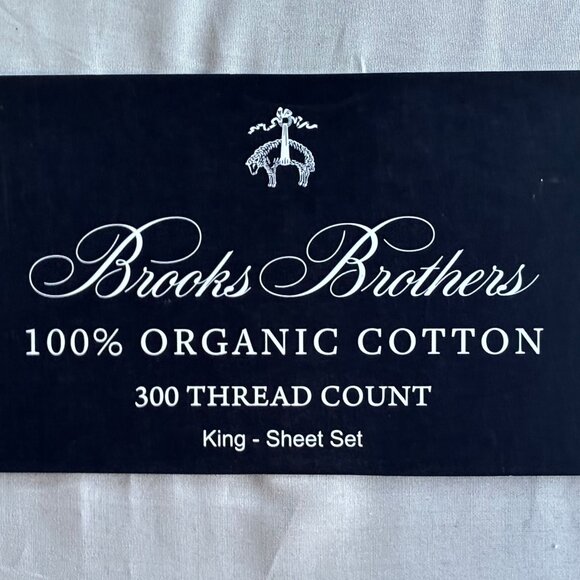 Brooks Brothers
100% ORGANIC COTTON
300 THREAD COUNT
King - Sheet Set